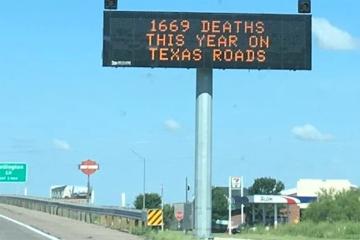 1669 DEATHS
THIS YEAR ON
TEXAS ROADS